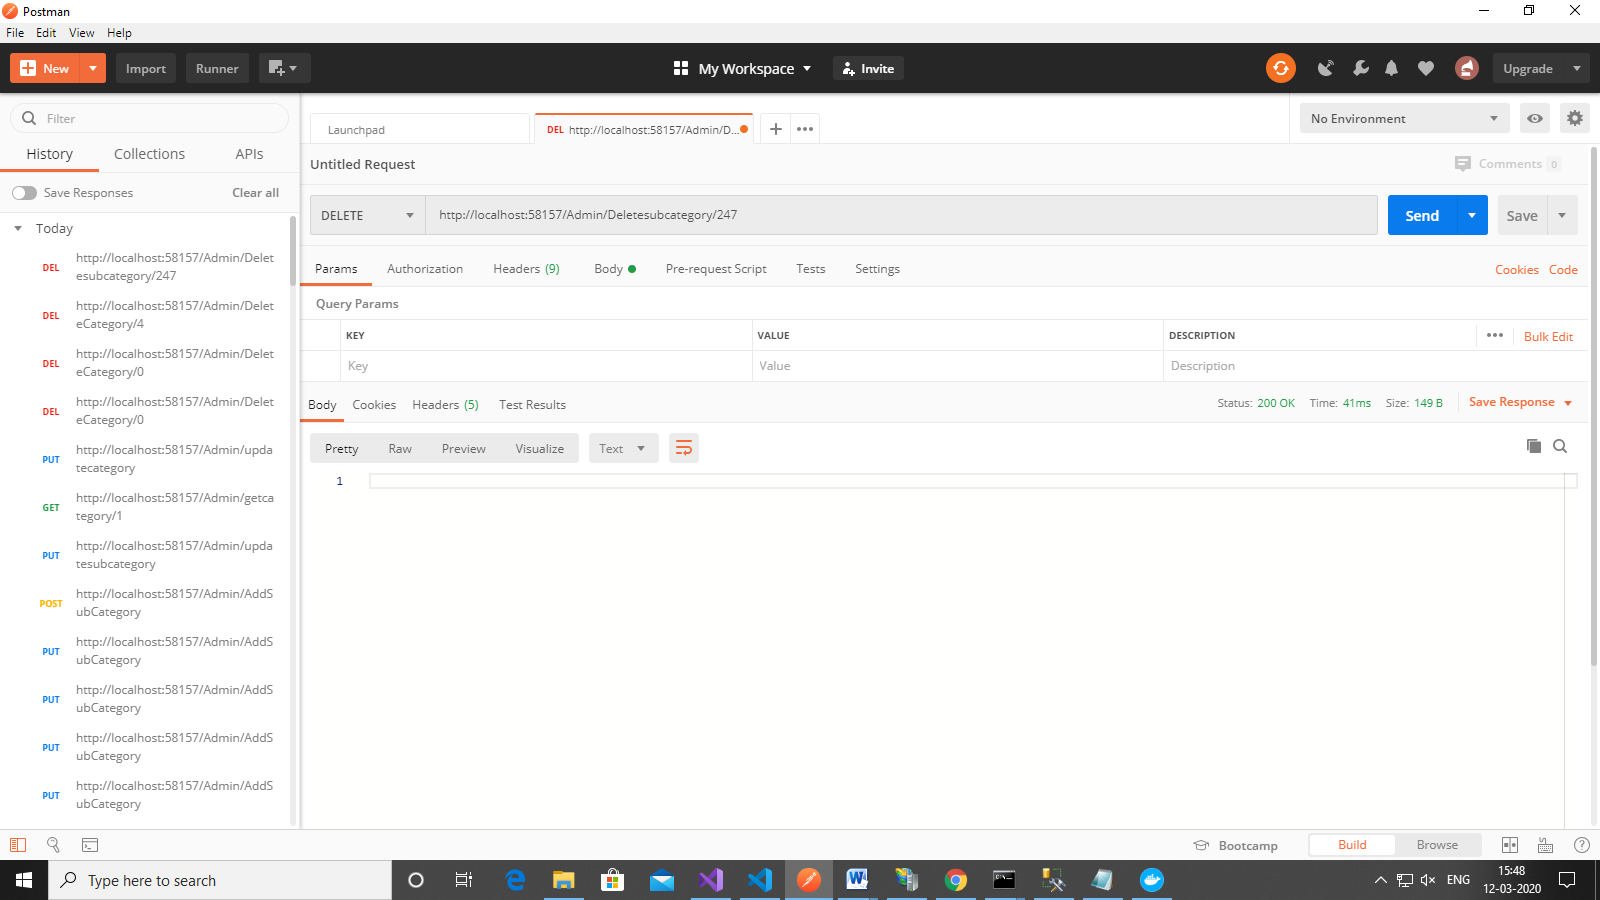 Postman
File Edit View Help
New Import Runner My Workspace Invite Upgrade
Filter
History Collections APIs
Save Responses Clear all
Today
DEL http://localhost:58157/Admin/Delet
esubcategory/247
DEL http://localhost:58157/Admin/Delet
eCategory/4
DEL http://localhost:58157/Admin/Delet
eCategory/0
DEL http://localhost:58157/Admin/Delet
eCategory/0
PUT http://localhost:58157/Admin/upda
tecategory
GET http://localhost:58157/Admin/getca
tegory/1
PUT http://localhost:58157/Admin/upda
tesubcategory
POST http://localhost:58157/Admin/AddS
ubCategory
PUT http://localhost:58157/Admin/AddS
ubCategory
PUT http://localhost:58157/Admin/AddS
ubCategory
PUT http://localhost:58157/Admin/AddS
ubCategory
PUT http://localhost:58157/Admin/AddS
ubCategory
Launchpad DEL http://localhost:58157/Admin/D... No Environment
Untitled Request Comments 0
DELETE http://localhost:58157/Admin/Deletesubcategory/247 Send Save
Params Authorization Headers (9) Body Pre-request Script Tests Settings Cookies Code
Query Params
KEY VALUE DESCRIPTION Bulk Edit
Key Value Description
Body Cookies Headers (5) Test Results Status: 200 OK Time: 41ms Size: 149 B Save Response
Pretty Raw Preview Visualize Text
1
Bootcamp Build Browse
Type here to search ENG 15:48
12-03-2020